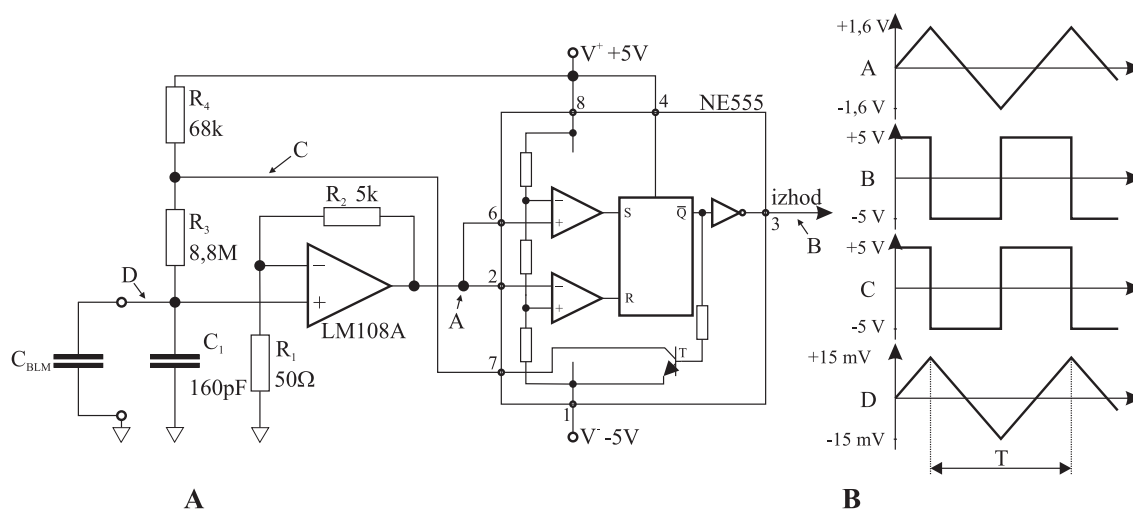 V⁺ +5V
R₄
68k
8
4
NE555
C
R₂ 5k
6
R₃
8,8M
−
+
S
Q̅
izhod
3
B
D
−
+
LM108A
A
2
−
+
R
C_BLM
C₁
160pF
R₁
50Ω
7
T
1
V⁻ -5V
A
+1,6 V
A
-1,6 V
+5 V
B
-5 V
+5 V
C
-5 V
+15 mV
D
-15 mV
T
B